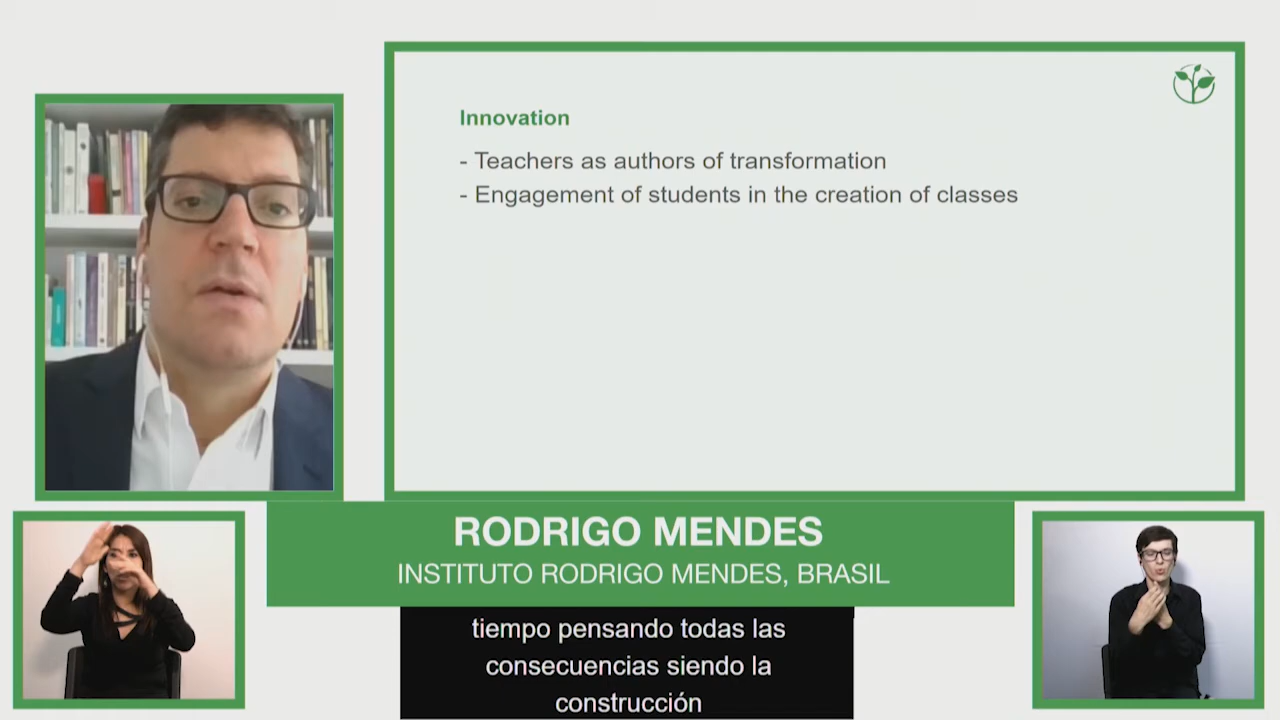 Innovation
- Teachers as authors of transformation
- Engagement of students in the creation of classes
RODRIGO MENDES
INSTITUTO RODRIGO MENDES, BRASIL
tiempo pensando todas las
consecuencias siendo la
construcción